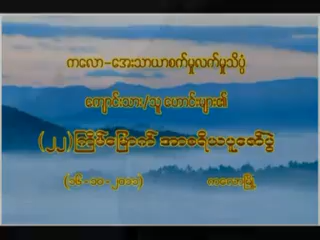 ကလော-အေးသာယာစက်မှုလက်မှုသိပ္ပံ
ကျောင်းသား/သူ ဟောင်းများ၏
(၂၂)ကြိမ်မြောက် အာစရိယပူဇော်ပွဲ